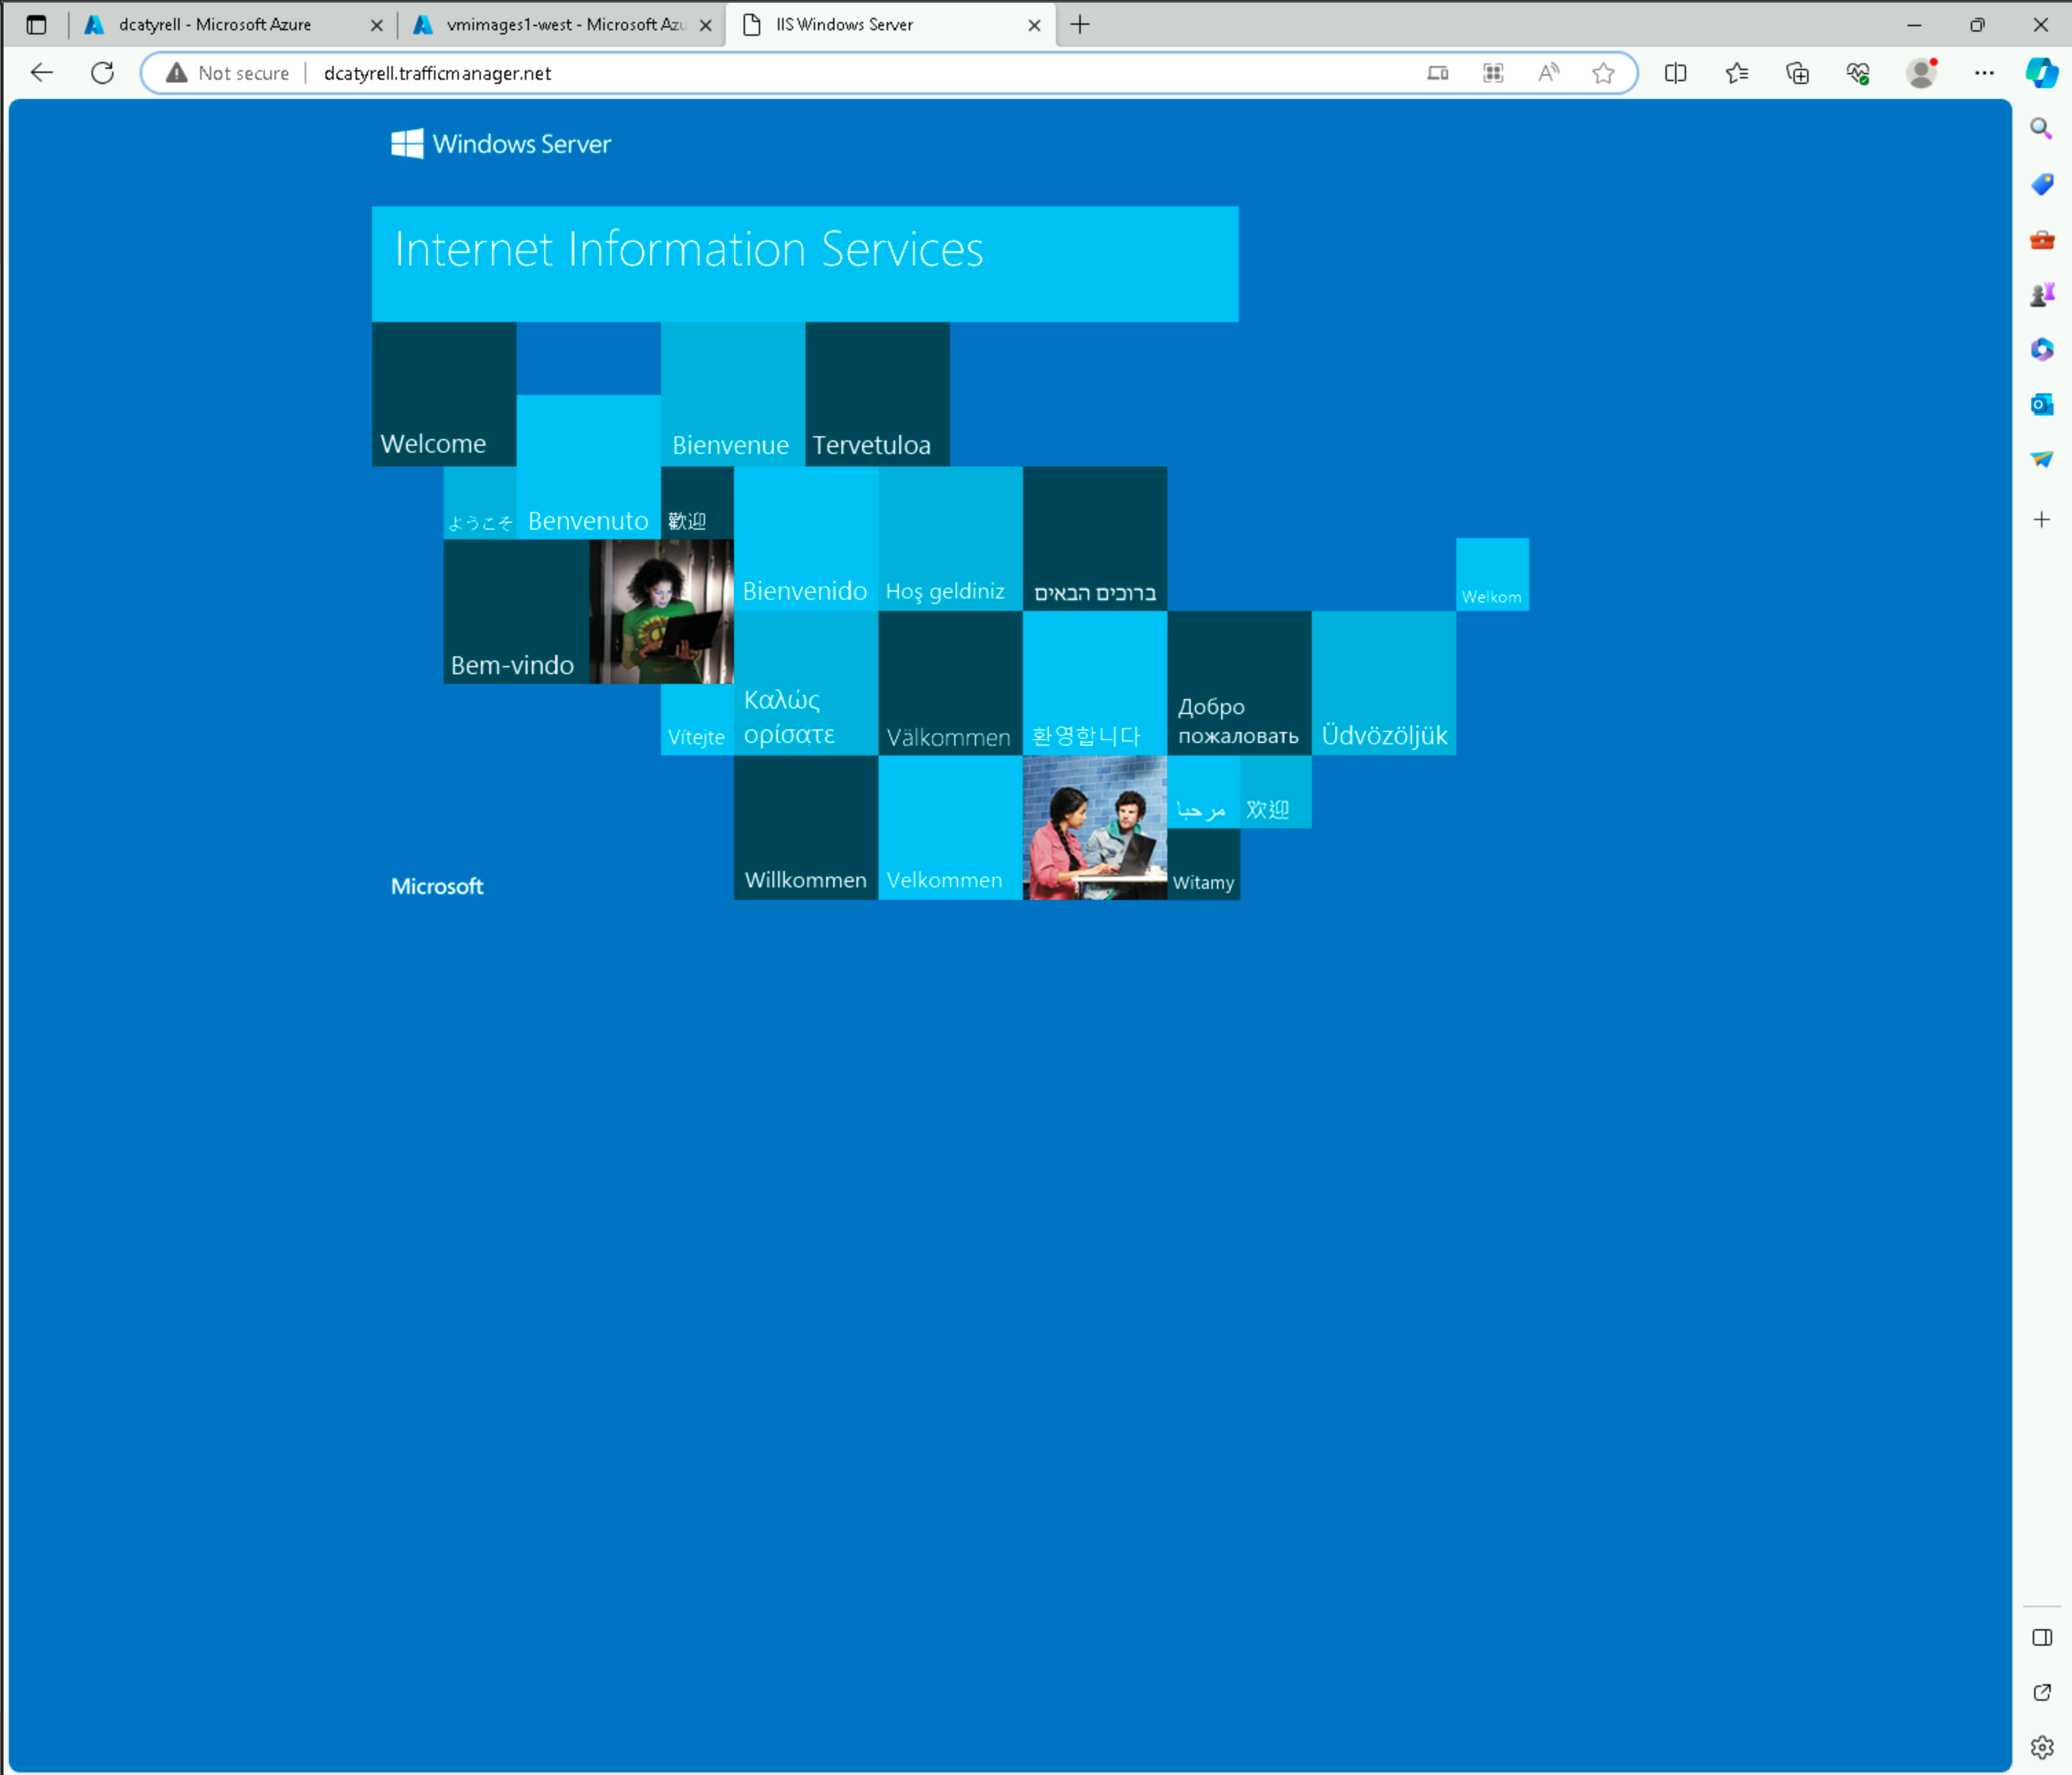 dcatyrell - Microsoft Azure
vmimages1-west - Microsoft Azu
IIS Windows Server
Not secure
dcatyrell.trafficmanager.net
Windows Server
Internet Information Services
Welcome
Bienvenue
Tervetuloa
ようこそ
Benvenuto
歡迎
Bienvenido
Hoş geldiniz
ברוכים הבאים
Welkom
Bem-vindo
Vítejte
Καλώς
ορίσατε
Välkommen
환영합니다
Добро
пожаловать
Üdvözöljük
مرحبا
欢迎
Willkommen
Velkommen
Witamy
Microsoft